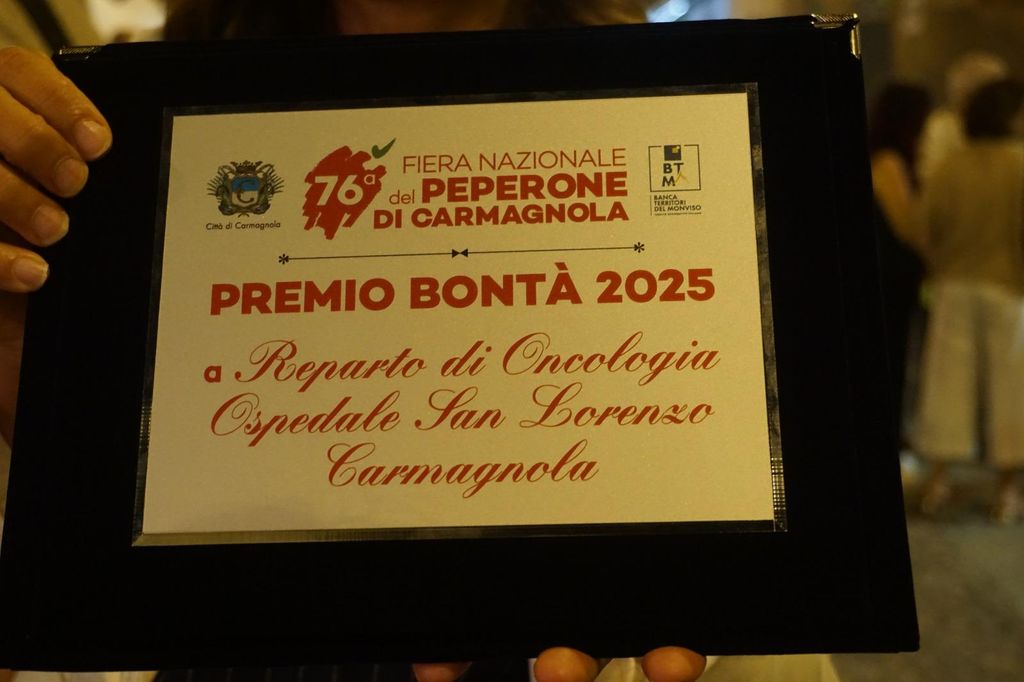 Città di Carmagnola
76ª
FIERA NAZIONALE
del PEPERONE
DI CARMAGNOLA
BT
M
BANCA
TERRITORI
DEL MONVISO
PREMIO BONTÀ 2025
a Reparto di Oncologia
Ospedale San Lorenzo
Carmagnola